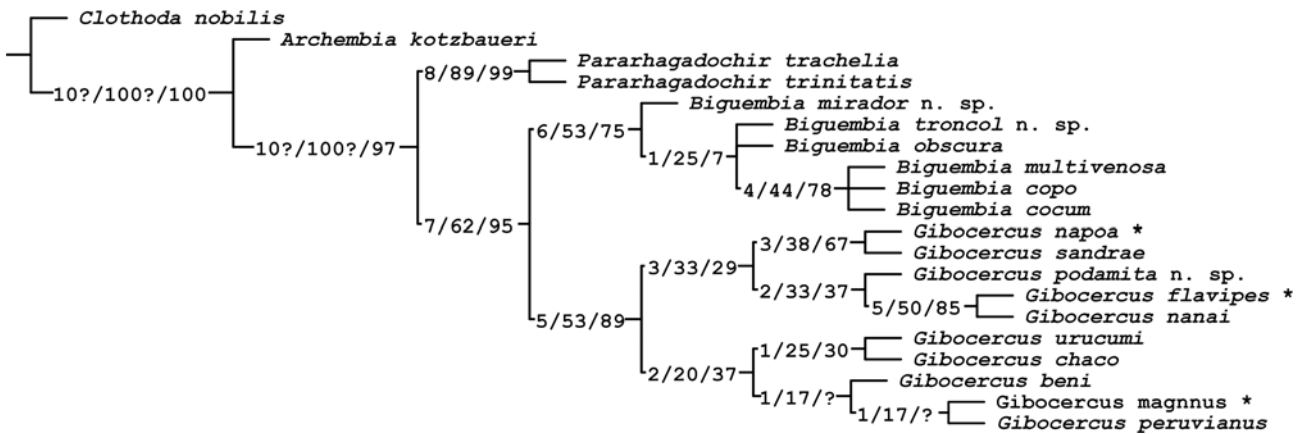 Clothoda nobilis
Archembia kotzbaueri
10?/100?/100
Pararhagadochir trachelia
8/89/99
Pararhagadochir trinitatis
Biguembia mirador n. sp.
6/53/75
Biguembia troncol n. sp.
10?/100?/97
1/25/7
Biguembia obscura
Biguembia multivenosa
4/44/78
Biguembia copo
Biguembia cocum
7/62/95
Gibocercus napoa *
3/38/67
Gibocercus sandrae
3/33/29
Gibocercus podamita n. sp.
2/33/37
Gibocercus flavipes *
5/50/85
Gibocercus nanai
5/53/89
Gibocercus urucumi
1/25/30
Gibocercus chaco
2/20/37
Gibocercus beni
1/17/?
Gibocercus magnnus *
1/17/?
Gibocercus peruvianus